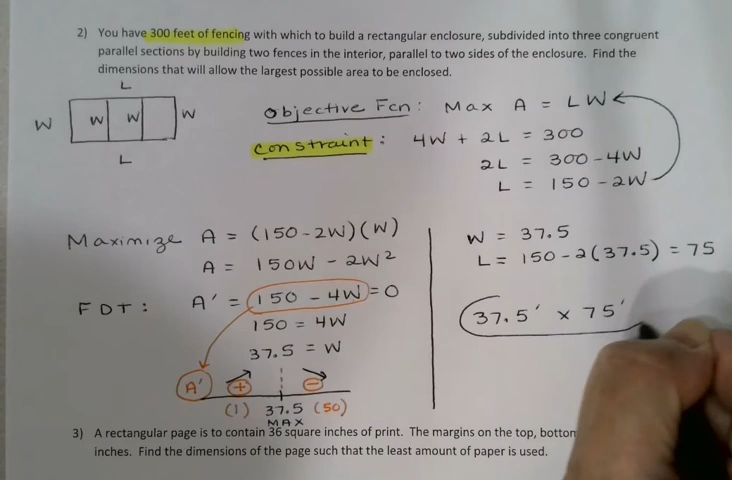 2) You have 300 feet of fencing with which to build a rectangular enclosure, subdivided into three congruent
parallel sections by building two fences in the interior, parallel to two sides of the enclosure. Find the
dimensions that will allow the largest possible area to be enclosed.
L
W W W W
L
Objective Fcn: Max A = LW
constraint: 4W + 2L = 300
2L = 300 - 4W
L = 150 - 2W
Maximize A = (150 - 2W)(W)
A = 150W - 2W²
FDT: A' = 150 - 4W = 0
150 = 4W
37.5 = W
A' + -
(1) 37.5 (50)
MAX
W = 37.5
L = 150 - 2(37.5) = 75
37.5' x 75'
3) A rectangular page is to contain 36 square inches of print. The margins on the top, bottom
inches. Find the dimensions of the page such that the least amount of paper is used.